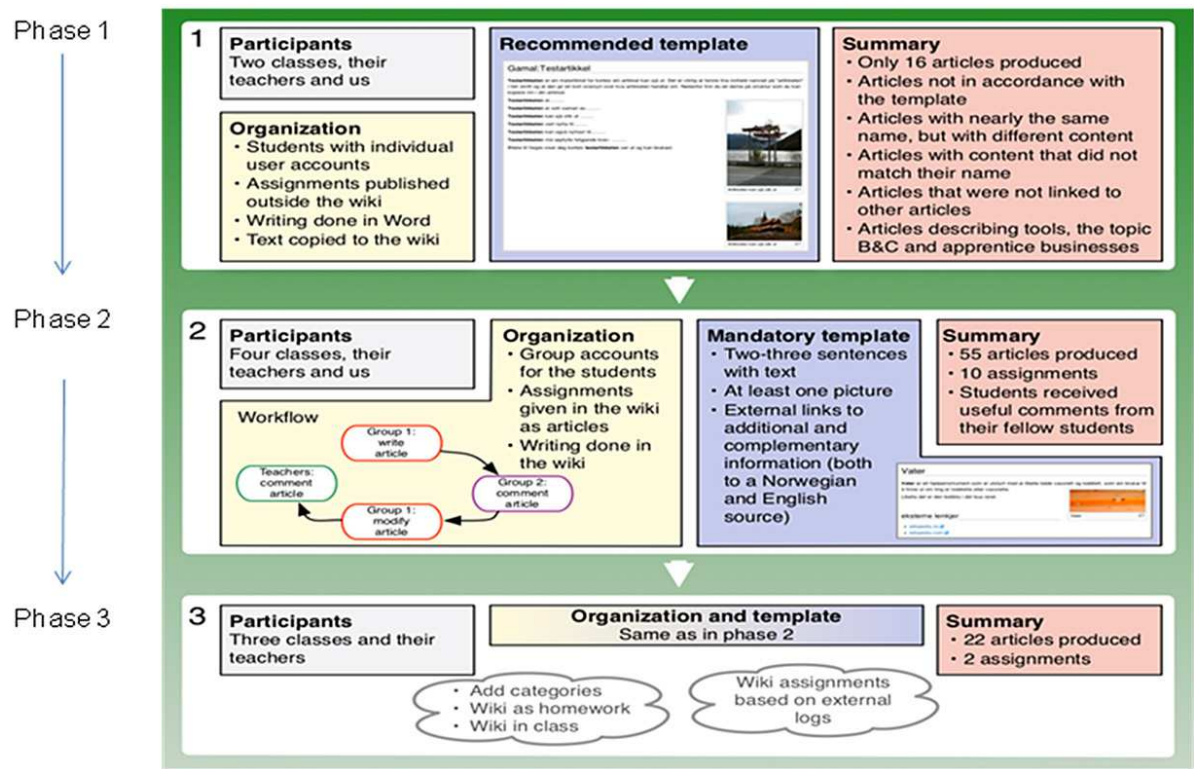 Phase 1
1
Participants
Two classes, their
teachers and us
Organization
• Students with individual
user accounts
• Assignments published
outside the wiki
• Writing done in Word
• Text copied to the wiki
Recommended template
Gamal:Testartikkel
Summary
• Only 16 articles produced
• Articles not in accordance with
the template
• Articles with nearly the same
name, but with different content
• Articles with content that did not
match their name
• Articles that were not linked to
other articles
• Articles describing tools, the topic
B&C and apprentice businesses
Phase 2
2
Participants
Four classes, their
teachers and us
Workflow
Group 1:
write
article
Group 2:
comment
article
Group 1:
modify
article
Teachers:
comment
article
Organization
• Group accounts
for the students
• Assignments
given in the wiki
as articles
• Writing done in
the wiki
Mandatory template
• Two-three sentences
with text
• At least one picture
• External links to
additional and
complementary
information (both
to a Norwegian
and English
source)
Summary
• 55 articles produced
• 10 assignments
• Students received
useful comments from
their fellow students
Vater
eksterne lenkjer
Phase 3
3
Participants
Three classes and their
teachers
Organization and template
Same as in phase 2
Summary
• 22 articles produced
• 2 assignments
• Add categories
• Wiki as homework
• Wiki in class
Wiki assignments
based on external
logs